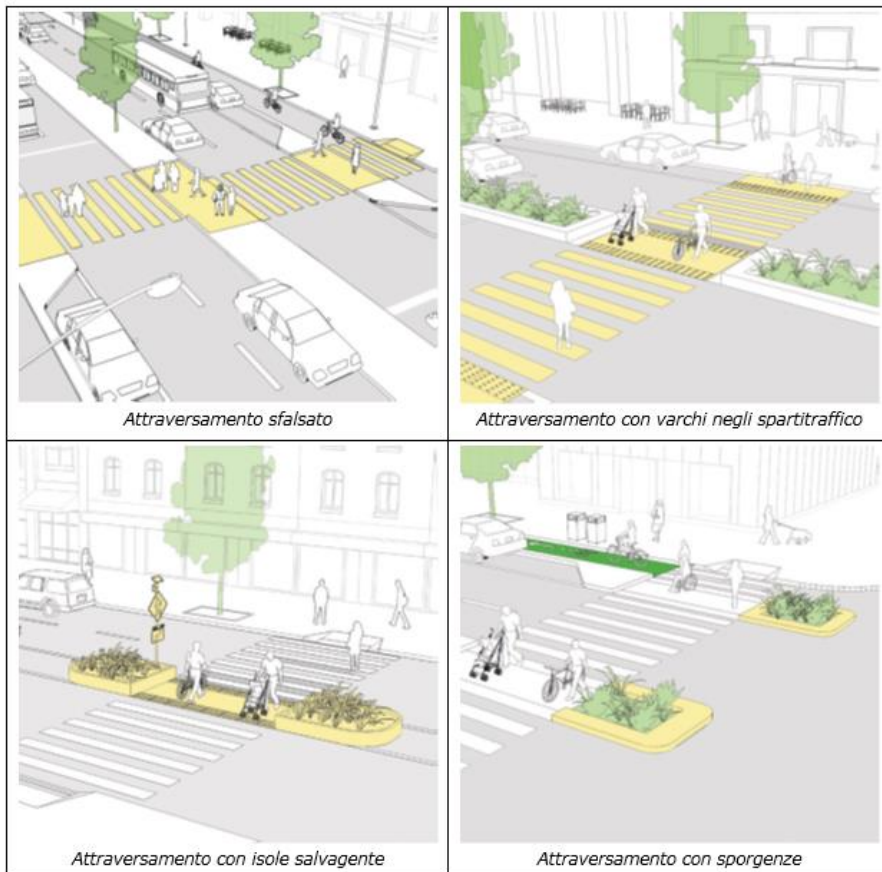 Attraversamento sfalsato
Attraversamento con varchi negli spartitraffico
Attraversamento con isole salvagente
Attraversamento con sporgenze